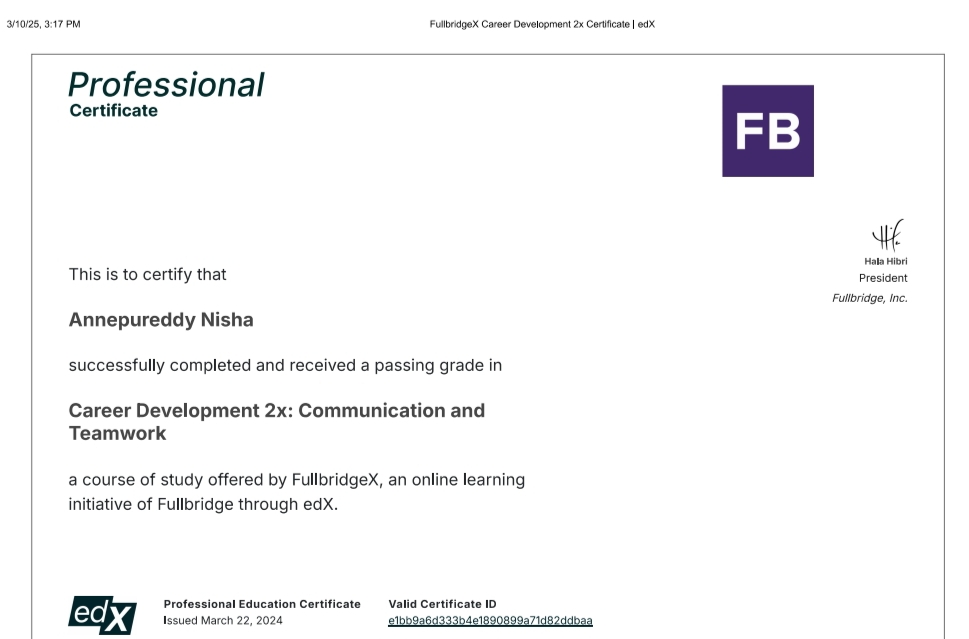 3/10/25, 3:17 PM
FullbridgeX Career Development 2x Certificate | edX
Professional
Certificate
FB
Hala Hibri
President
Fullbridge, Inc.
This is to certify that
Annepureddy Nisha
successfully completed and received a passing grade in
Career Development 2x: Communication and
Teamwork
a course of study offered by FullbridgeX, an online learning
initiative of Fullbridge through edX.
edX
Professional Education Certificate
Issued March 22, 2024
Valid Certificate ID
e1bb9a6d333b4e1890899a71d82ddbaa